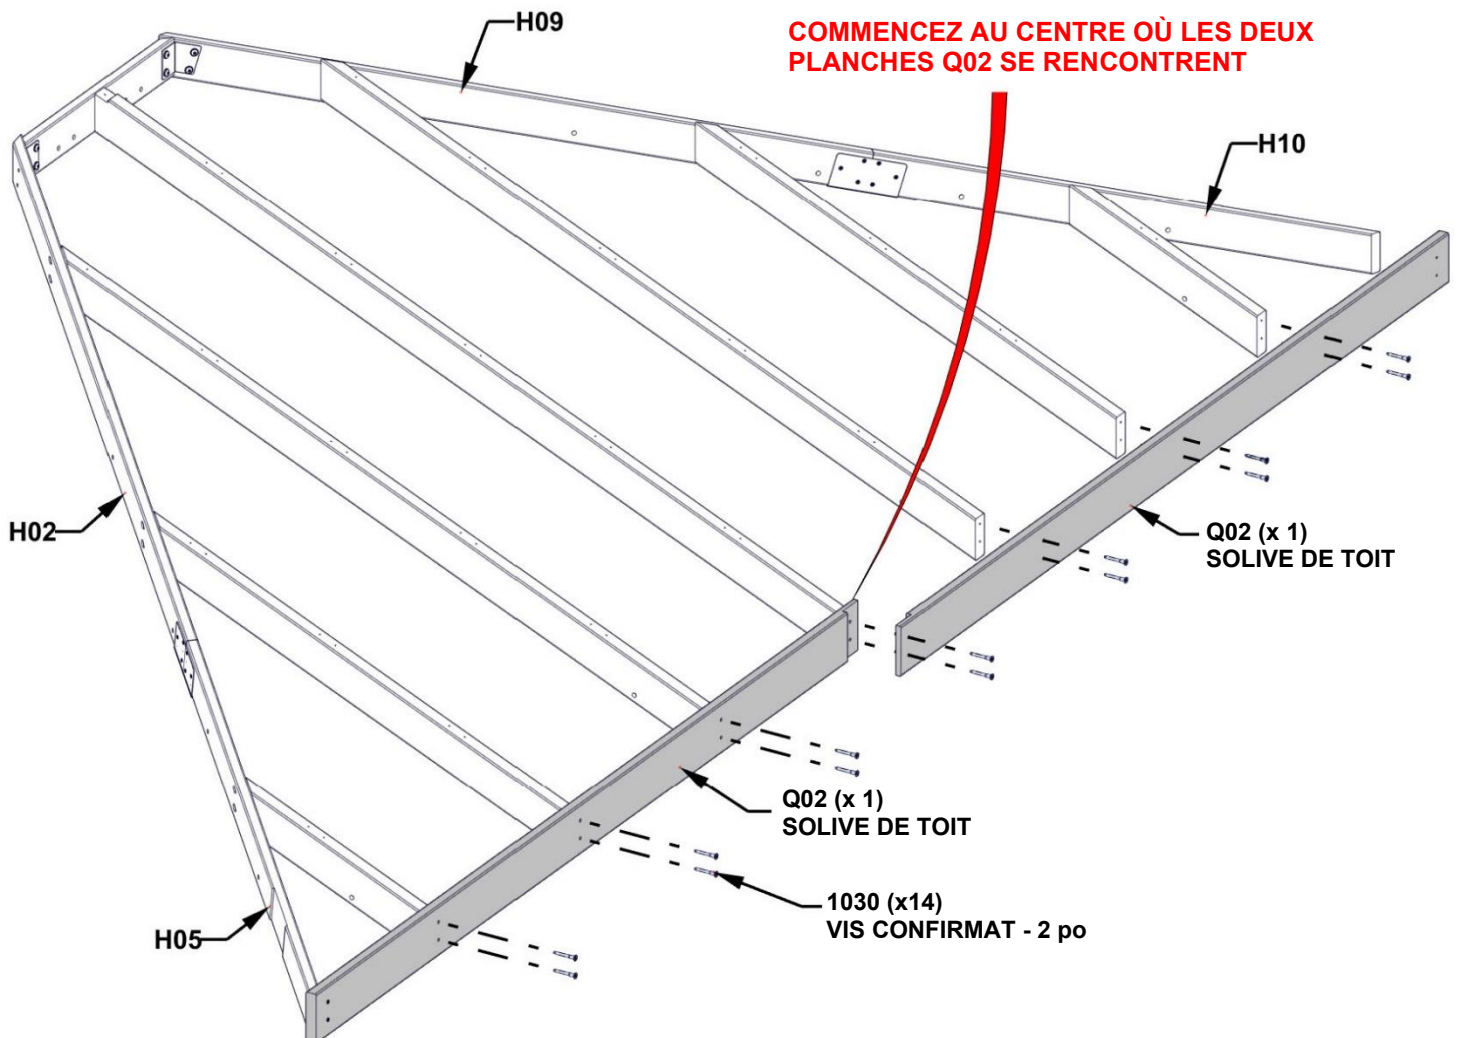 H09
COMMENCEZ AU CENTRE OÙ LES DEUX
PLANCHES Q02 SE RENCONTRENT
H10
H02
Q02 (x 1)
SOLIVE DE TOIT
Q02 (x 1)
SOLIVE DE TOIT
1030 (x14)
VIS CONFIRMAT - 2 po
H05